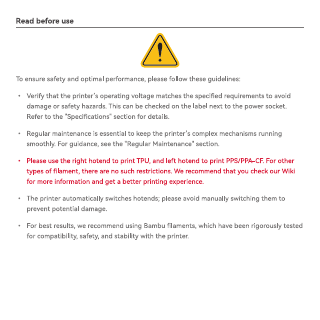 Read before use
To ensure safety and optimal performance, please follow these guidelines:
• Verify that the printer's operating voltage matches the specified requirements to avoid
damage or safety hazards. This can be checked on the label next to the power socket.
Refer to the "Specifications" section for details.
• Regular maintenance is essential to keep the printer's complex mechanisms running
smoothly. For guidance, see the "Regular Maintenance" section.
• Please use the right hotend to print TPU, and left hotend to print PPS/PPA-CF. For other
types of filament, there are no such restrictions. We recommend that you check our Wiki
for more information and get a better printing experience.
• The printer automatically switches hotends; please avoid manually switching them to
prevent potential damage.
• For best results, we recommend using Bambu filaments, which have been rigorously tested
for compatibility, safety, and stability with the printer.